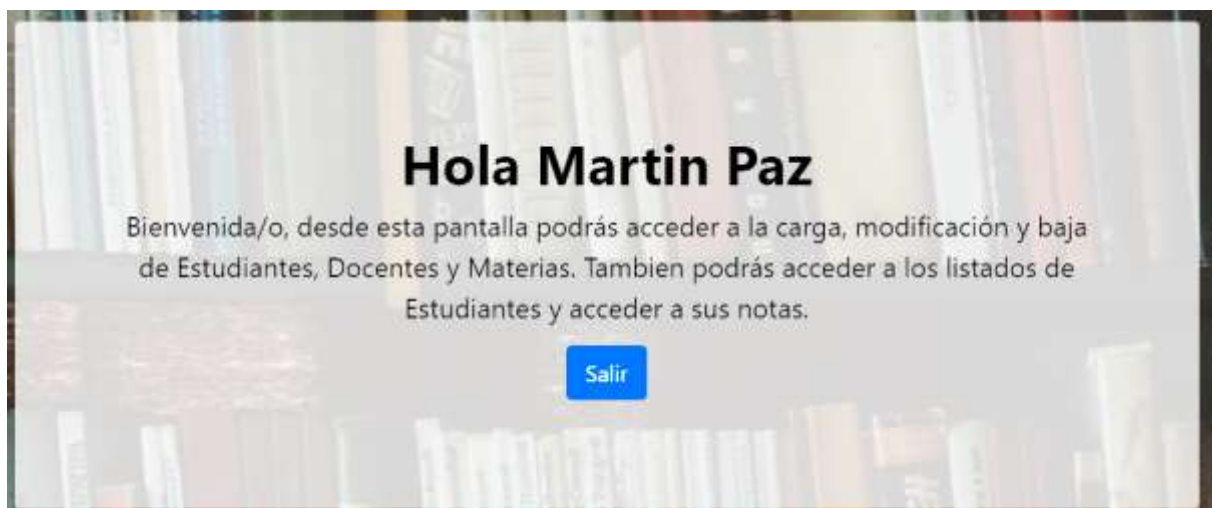 Hola Martin Paz
Bienvenida/o, desde esta pantalla podrás acceder a la carga, modificación y baja
de Estudiantes, Docentes y Materias. Tambien podrás acceder a los listados de
Estudiantes y acceder a sus notas.
Salir